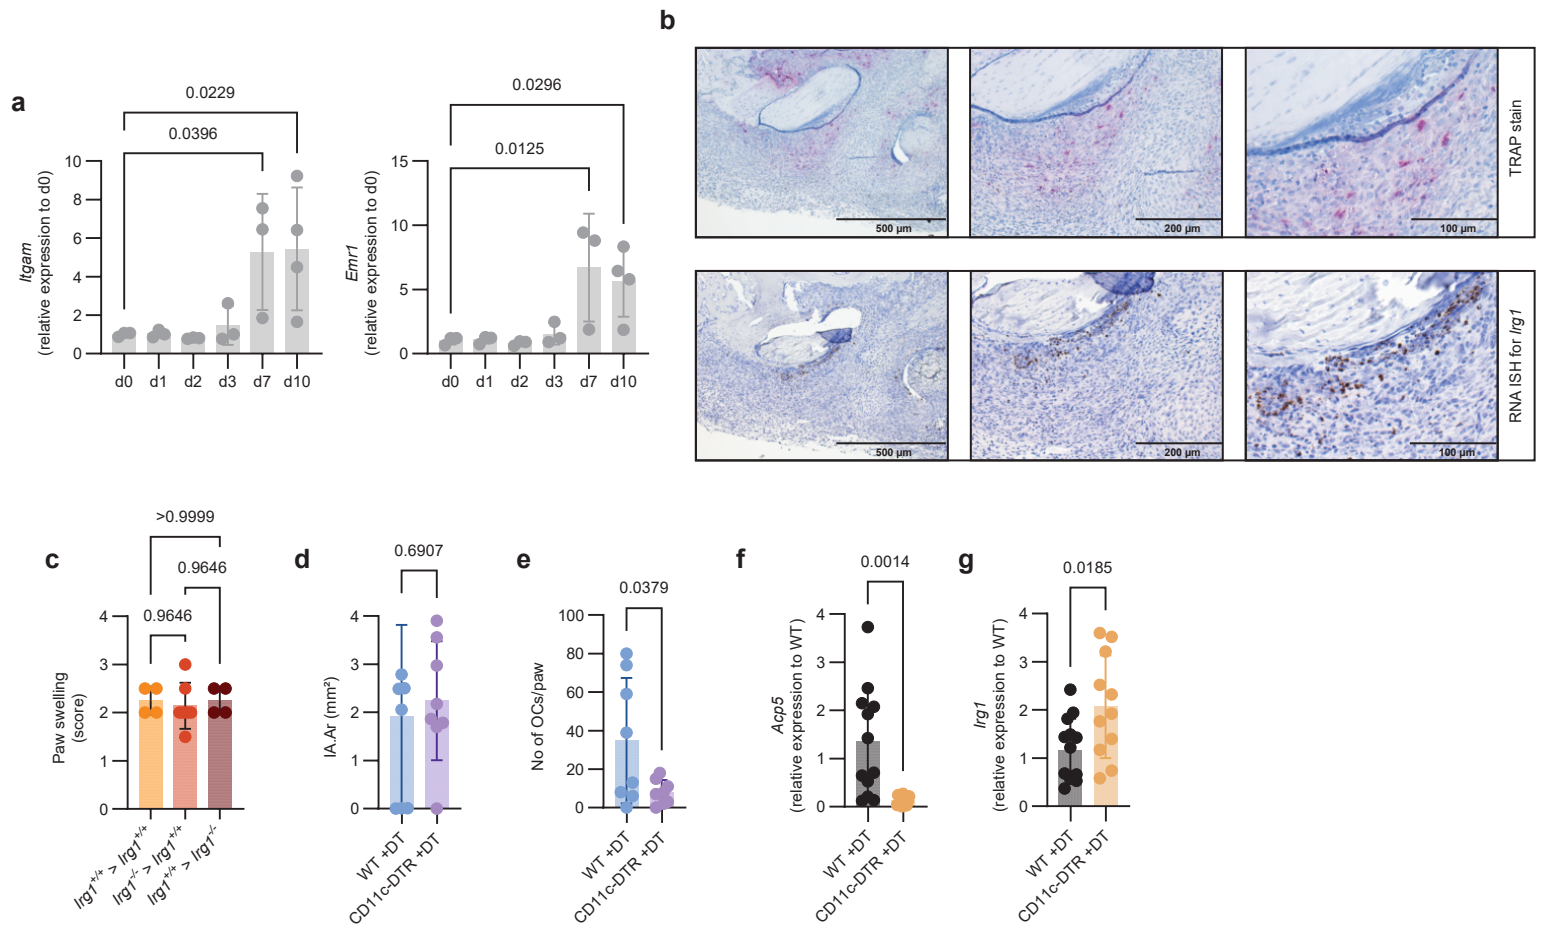 a
0.0229
0.0396
Itgam
(relative expression to d0)
10
8
6
4
2
0
d0 d1 d2 d3 d7 d10
0.0296
0.0125
Emr1
(relative expression to d0)
15
10
5
0
d0 d1 d2 d3 d7 d10
b
500 µm
200 µm
100 µm
TRAP stain
500 µm
200 µm
100 µm
RNA ISH for Irg1
c
>0.9999
0.9646
0.9646
Paw swelling
(score)
4
3
2
1
0
Irg1+/+ > Irg1+/+
Irg1-/- > Irg1+/+
Irg1+/+ > Irg1-/-
d
0.6907
IA.Ar (mm²)
4
3
2
1
0
WT +DT
CD11c-DTR +DT
e
0.0379
No of OCs/paw
100
80
60
40
20
0
WT +DT
CD11c-DTR +DT
f
0.0014
Acp5
(relative expression to WT)
4
3
2
1
0
WT +DT
CD11c-DTR +DT
g
0.0185
Irg1
(relative expression to WT)
4
3
2
1
0
WT +DT
CD11c-DTR +DT